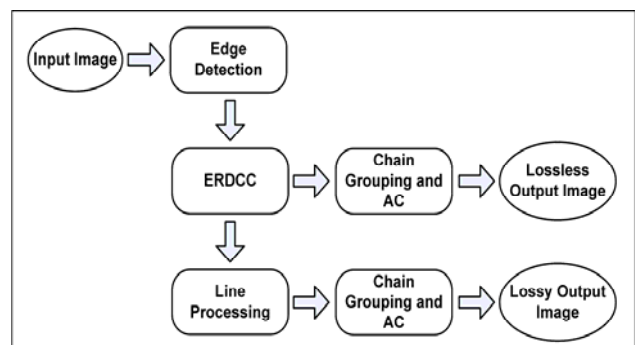 Input Image
Edge
Detection
ERDCC
Chain
Grouping and
AC
Lossless
Output Image
Line
Processing
Chain
Grouping and
AC
Lossy Output
Image